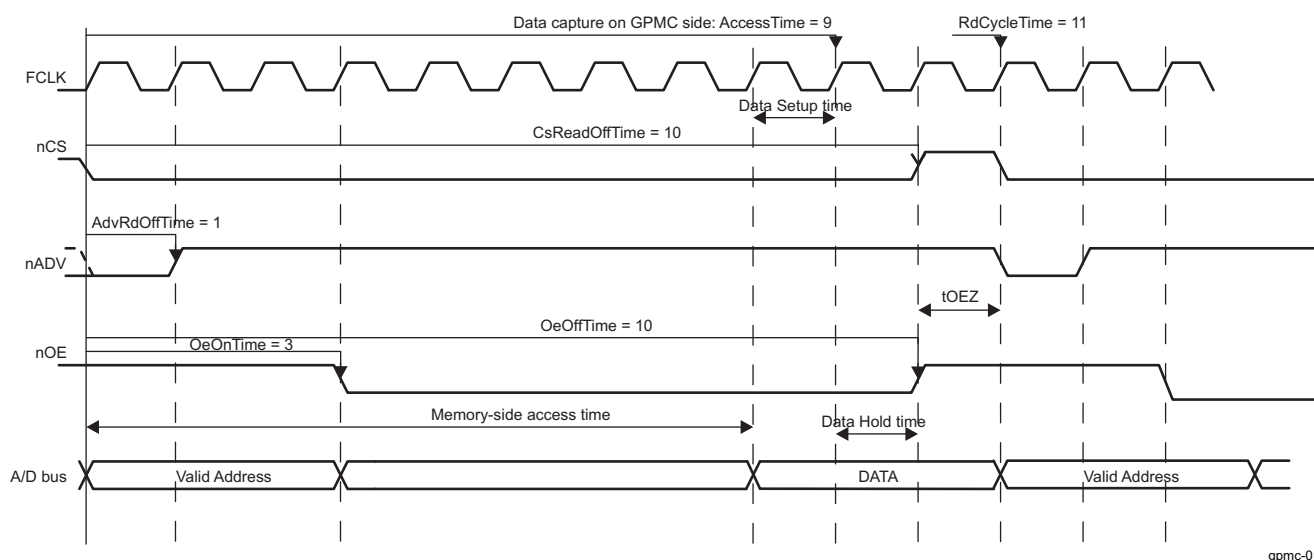 Data capture on GPMC side: AccessTime = 9
RdCycleTime = 11
FCLK
Data Setup time
nCS
CsReadOffTime = 10
AdvRdOffTime = 1
nADV
tOEZ
OeOffTime = 10
nOE
OeOnTime = 3
Memory-side access time
Data Hold time
A/D bus
Valid Address
DATA
Valid Address